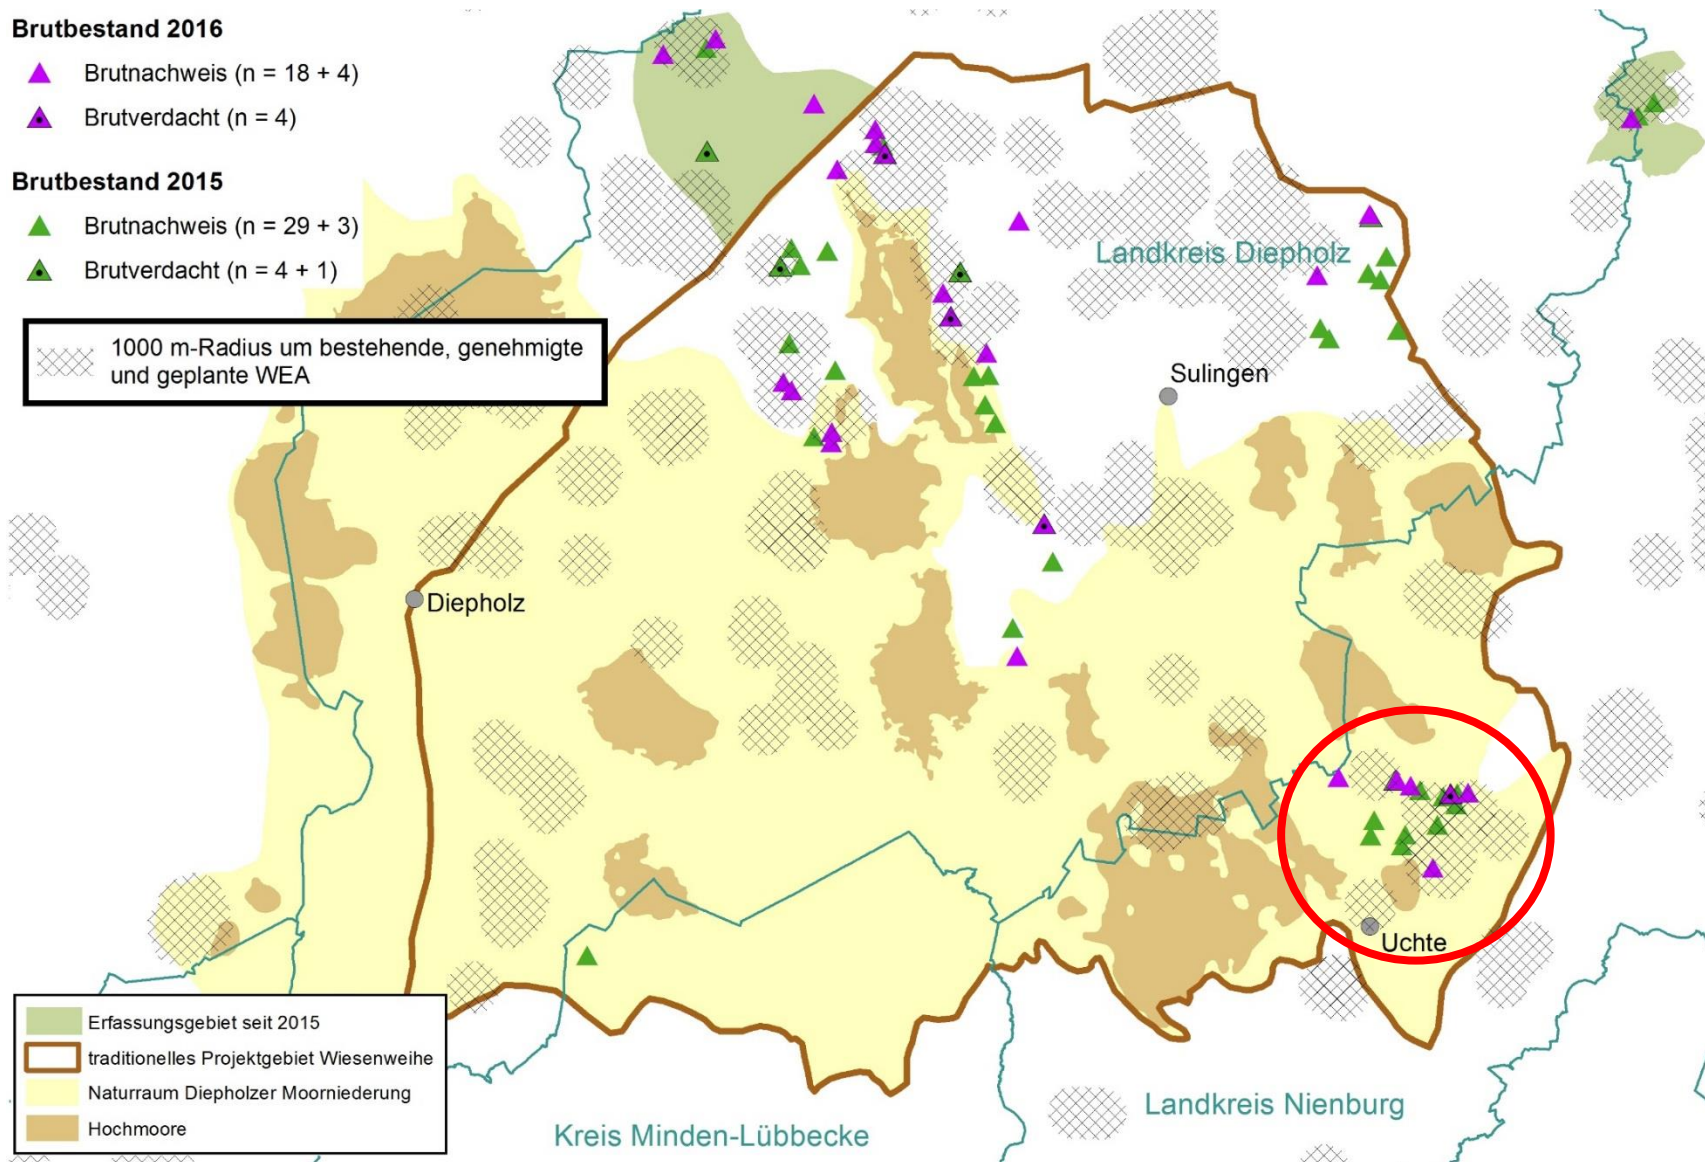 Brutbestand 2016
Brutnachweis (n = 18 + 4)
Brutverdacht (n = 4)
Brutbestand 2015
Brutnachweis (n = 29 + 3)
Brutverdacht (n = 4 + 1)
1000 m-Radius um bestehende, genehmigte
und geplante WEA
Landkreis Diepholz
Sulingen
Diepholz
Uchte
Erfassungsgebiet seit 2015
traditionelles Projektgebiet Wiesenweihe
Naturraum Diepholzer Moorniederung
Hochmoore
Landkreis Nienburg
Kreis Minden-Lübbecke